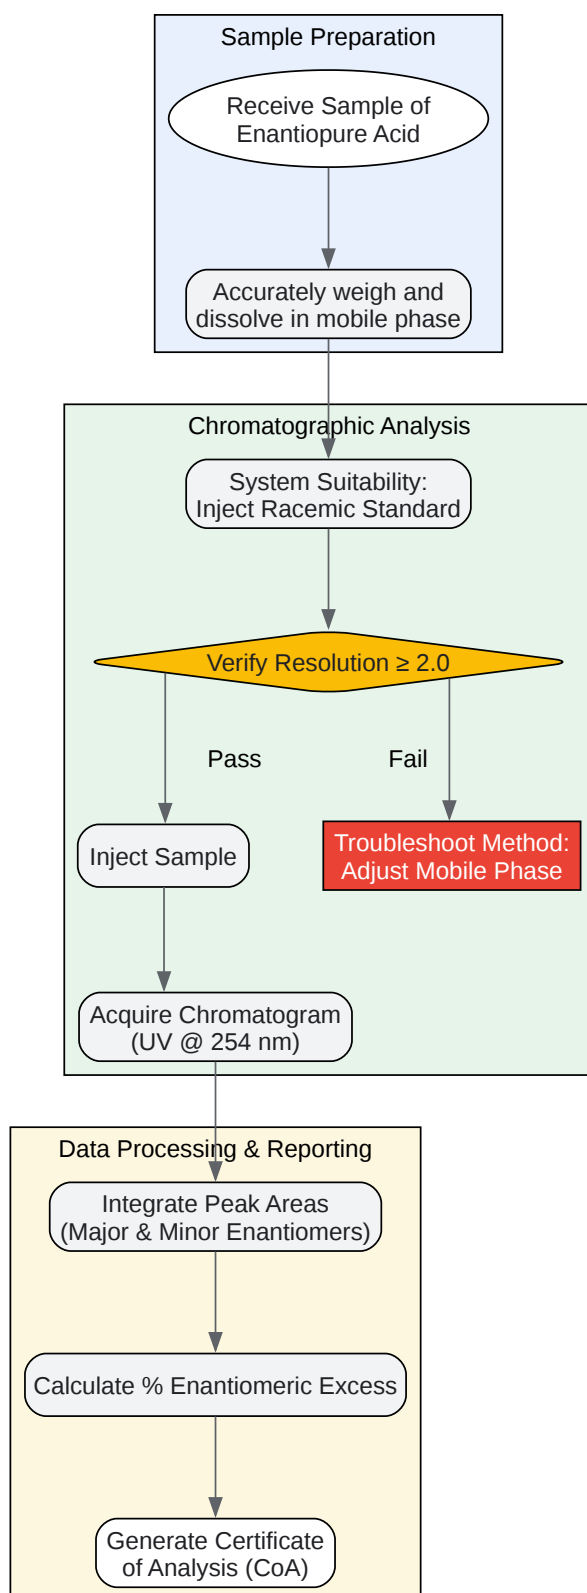 Sample Preparation
Receive Sample of
Enantiopure Acid
Accurately weigh and
dissolve in mobile phase
Chromatographic Analysis
System Suitability:
Inject Racemic Standard
Verify Resolution ≥ 2.0
Pass
Fail
Inject Sample
Troubleshoot Method:
Adjust Mobile Phase
Acquire Chromatogram
(UV @ 254 nm)
Data Processing & Reporting
Integrate Peak Areas
(Major & Minor Enantiomers)
Calculate % Enantiomeric Excess
Generate Certificate
of Analysis (CoA)